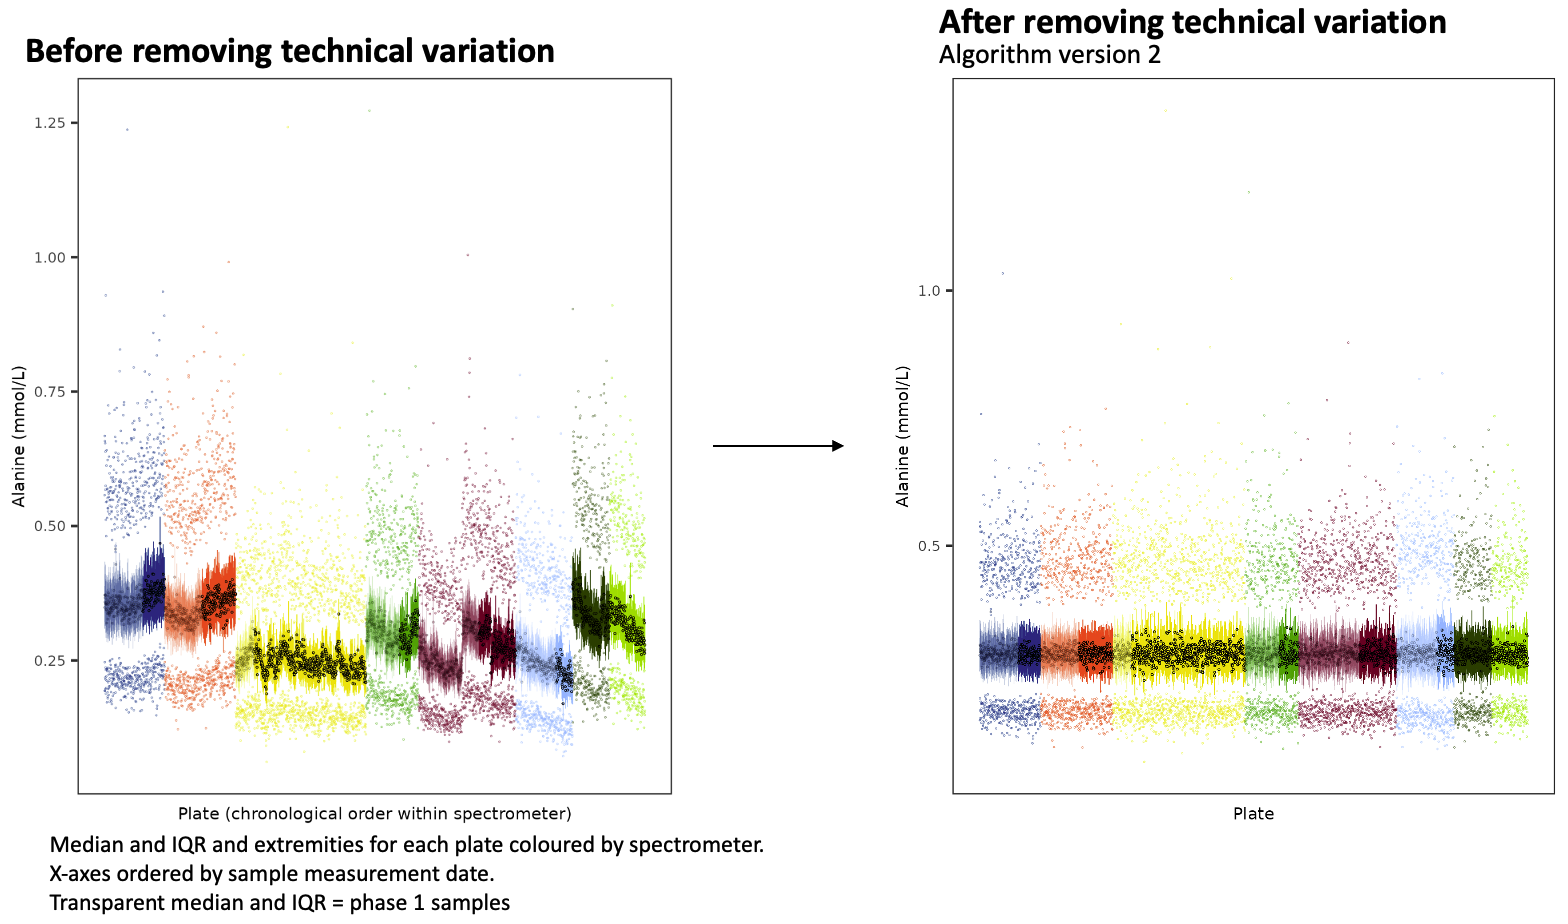 Before removing technical variation
1.25
1.00
0.75
0.50
0.25
Alanine (mmol/L)
Plate (chronological order within spectrometer)
After removing technical variation
Algorithm version 2
1.0
0.5
Alanine (mmol/L)
Plate
Median and IQR and extremities for each plate coloured by spectrometer.
X-axes ordered by sample measurement date.
Transparent median and IQR = phase 1 samples